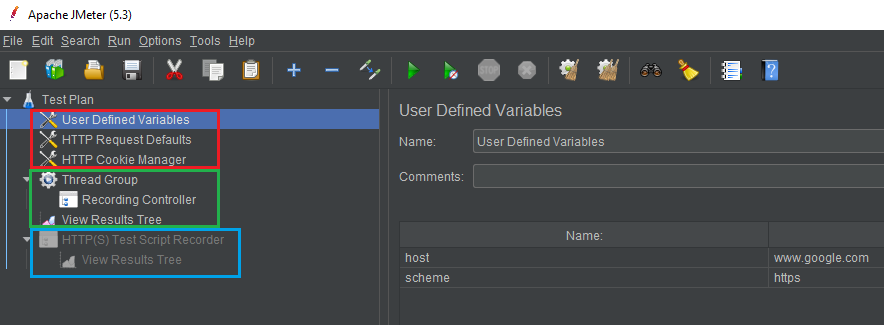 Apache JMeter (5.3)
File Edit Search Run Options Tools Help
STOP
Test Plan
User Defined Variables
HTTP Request Defaults
HTTP Cookie Manager
Thread Group
Recording Controller
View Results Tree
HTTP(S) Test Script Recorder
View Results Tree
User Defined Variables
Name: User Defined Variables
Comments:
Name:
host www.google.com
scheme https